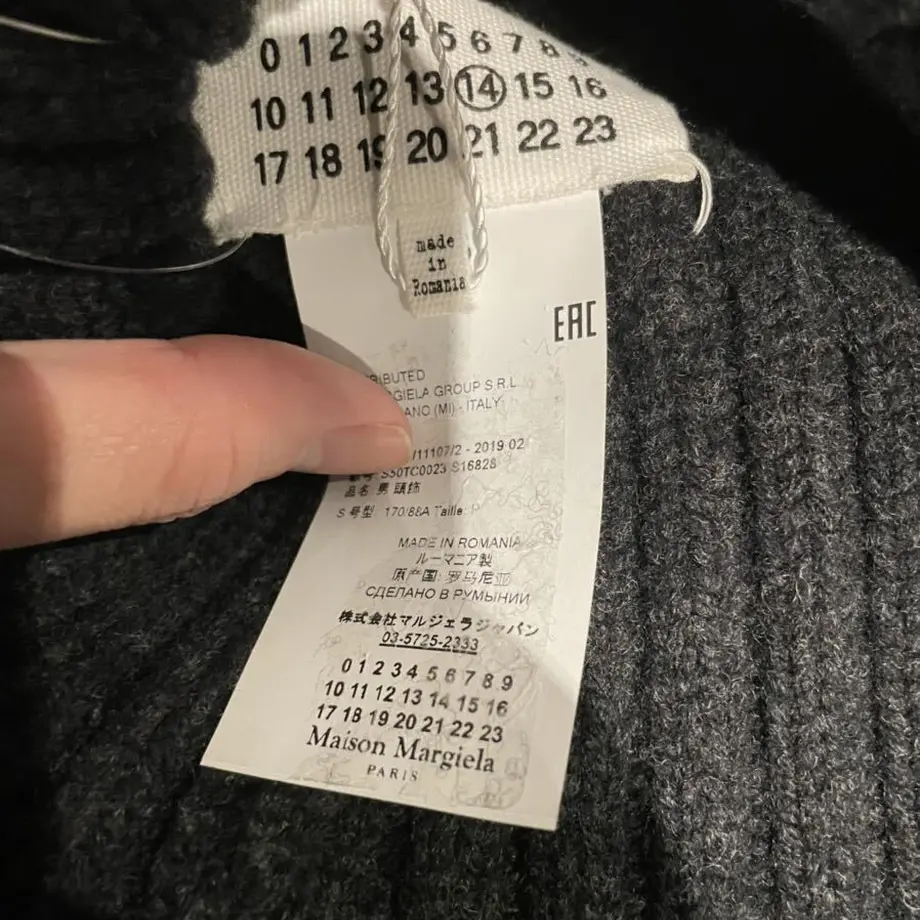 0 1 2 3 4 5 6 7 8 9
10 11 12 13 14 15 16
17 18 19 20 21 22 23
made
in
Romania
EAC
RIBUTED
GIELA GROUP S.R.L
ANO (MI) - ITALY
/11107/2 - 2019 02
S50TC0023 S16828
品名 男 頭飾
S 号型 170/88A Taille:
MADE IN ROMANIA
ルーマニア製
原产国: 罗马尼亚
СДЕЛАНО В РУМЫНИИ
株式会社マルジェラジャパン
03-5725-2333
0 1 2 3 4 5 6 7 8 9
10 11 12 13 14 15 16
17 18 19 20 21 22 23
Maison Margiela
PARIS